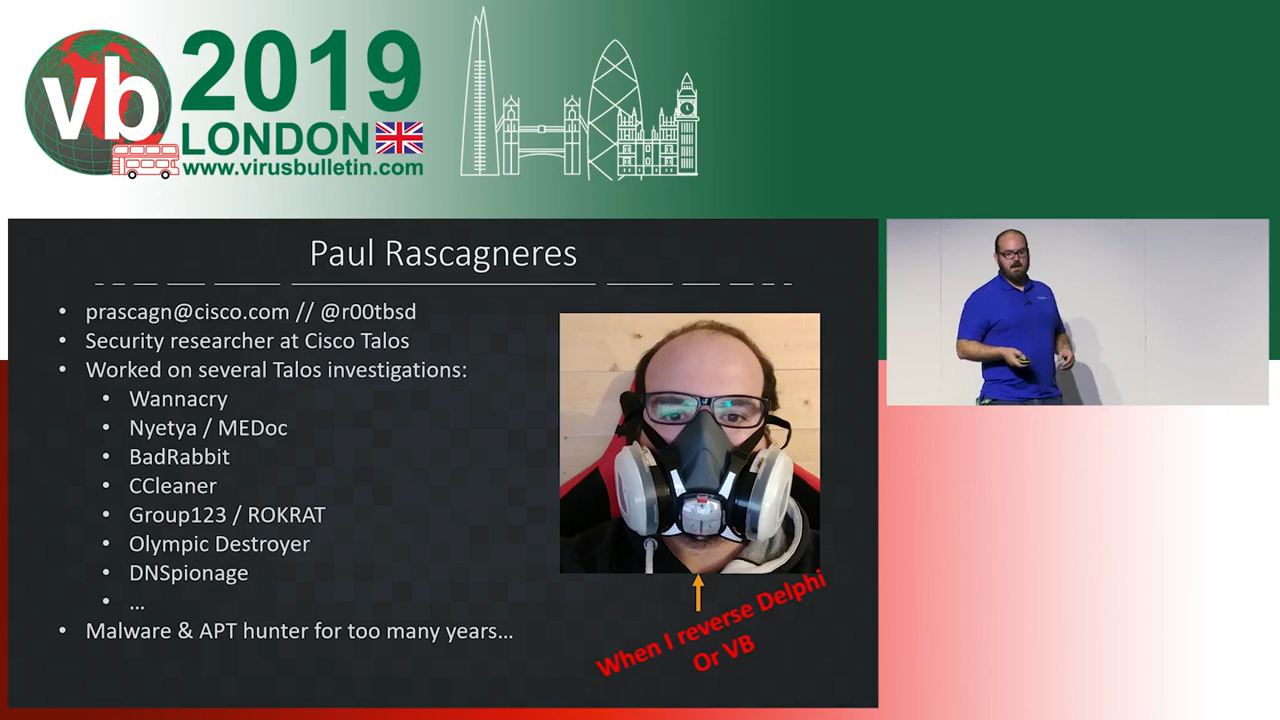 vb
2019
LONDON
www.virusbulletin.com
Paul Rascagneres
• prascagn@cisco.com // @r00tbsd
• Security researcher at Cisco Talos
• Worked on several Talos investigations:
• Wannacry
• Nyetya / MEDoc
• BadRabbit
• CCleaner
• Group123 / ROKRAT
• Olympic Destroyer
• DNSpionage
• …
• Malware & APT hunter for too many years…
When I reverse Delphi
Or VB